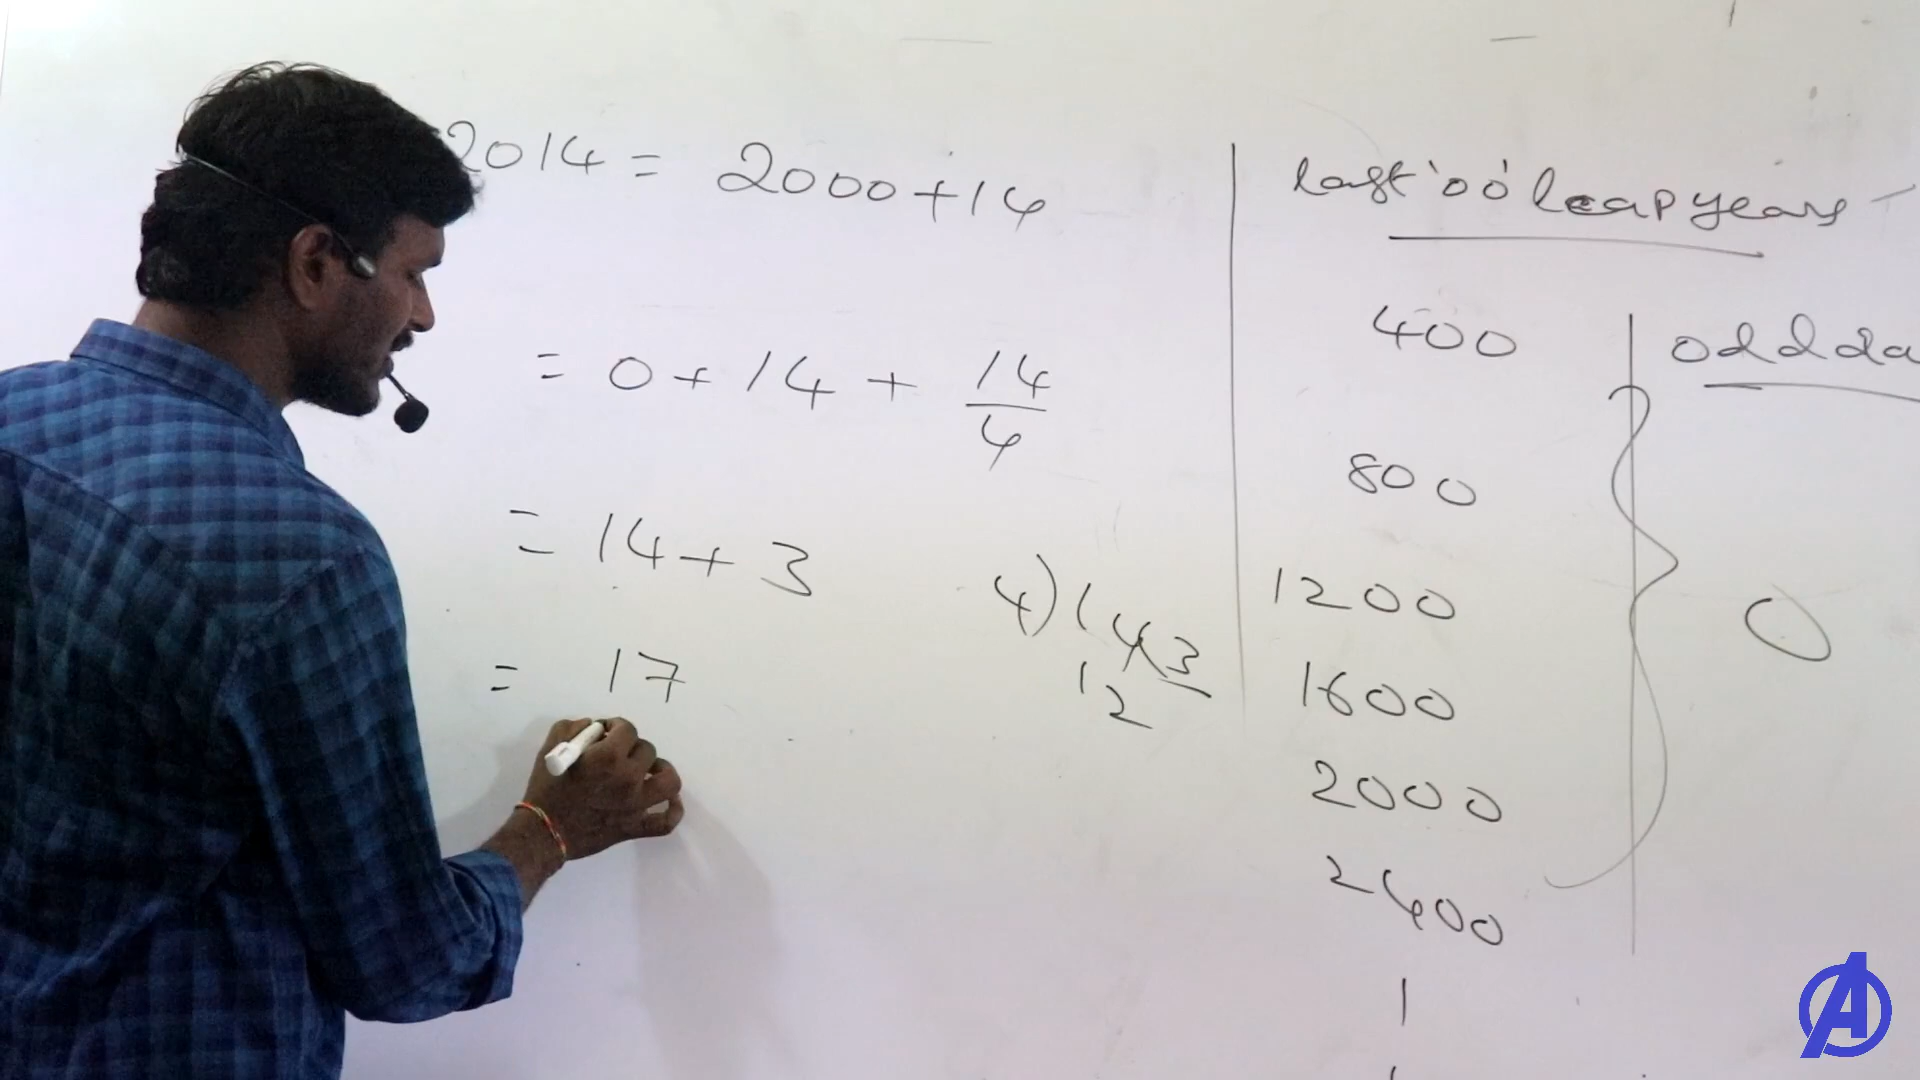 2014 = 2000 + 14
= 0 + 14 + 14/4
= 14 + 3
= 17
4) 14 (3
12
last '00' leap years -
400
odd da
800
1200
0
1600
2000
2400